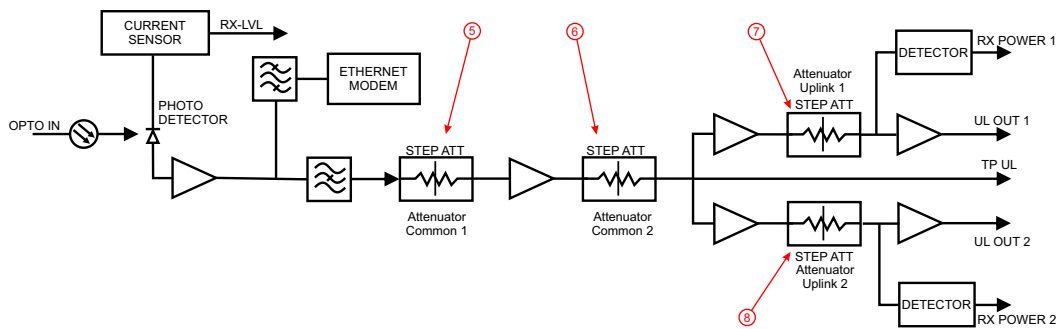 CURRENT
SENSOR
RX-LVL
ETHERNET
MODEM
OPTO IN
PHOTO
DETECTOR
5
STEP ATT
Attenuator
Common 1
6
STEP ATT
Attenuator
Common 2
7
Attenuator
Uplink 1
STEP ATT
DETECTOR
RX POWER 1
UL OUT 1
TP UL
STEP ATT
Attenuator
Uplink 2
8
UL OUT 2
DETECTOR
RX POWER 2